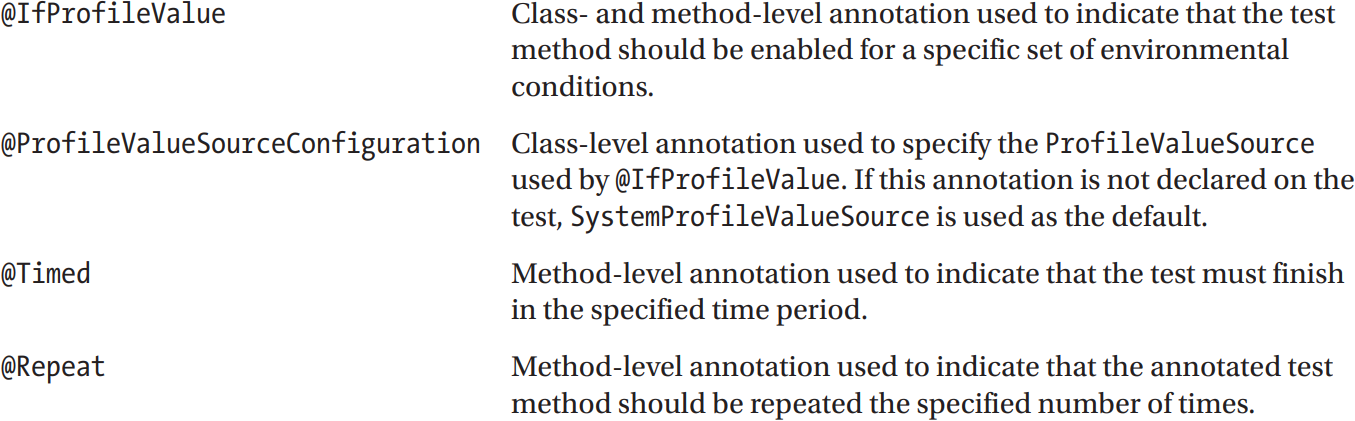 @IfProfileValue
Class- and method-level annotation used to indicate that the test
method should be enabled for a specific set of environmental
conditions.
@ProfileValueSourceConfiguration
Class-level annotation used to specify the ProfileValueSource
used by @IfProfileValue. If this annotation is not declared on the
test, SystemProfileValueSource is used as the default.
@Timed
Method-level annotation used to indicate that the test must finish
in the specified time period.
@Repeat
Method-level annotation used to indicate that the annotated test
method should be repeated the specified number of times.